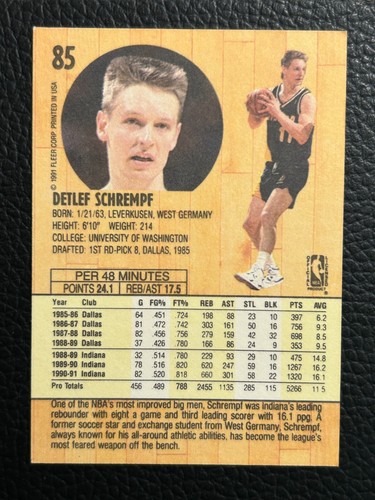 85
© 1991 FLEER CORP. PRINTED IN USA
DETLEF SCHREMPF
BORN: 1/21/63, LEVERKUSEN, WEST GERMANY
HEIGHT: 6'10" WEIGHT: 214
COLLEGE: UNIVERSITY OF WASHINGTON
DRAFTED: 1ST RD-PICK 8, DALLAS, 1985
PER 48 MINUTES
POINTS 24.1 REB/AST 17.5
Year Club G FG% FT% REB AST STL BLK PTS AVG
1985-86 Dallas 64 .451 .724 198 88 23 10 397 6.2
1986-87 Dallas 81 .472 .742 303 161 50 16 756 9.3
1987-88 Dallas 82 .456 .756 279 159 42 32 698 8.5
1988-89 Dallas 37 .426 .790 166 86 24 9 353 9.5
1988-89 Indiana 32 .514 .780 229 93 29 10 475 14.8
1989-90 Indiana 78 .516 .820 620 247 59 16 1267 16.2
1990-91 Indiana 82 .520 .818 660 301 58 22 1320 16.1
Pro Totals 456 .489 .788 2455 1135 285 115 5266 11.5
One of the NBA's most improved big men, Schrempf was Indiana's leading
rebounder with eight a game and third leading scorer with 16.1 ppg. A
former soccer star and exchange student from West Germany, Schrempf,
always known for his all-around athletic abilities, has become the league's
most feared weapon off the bench.